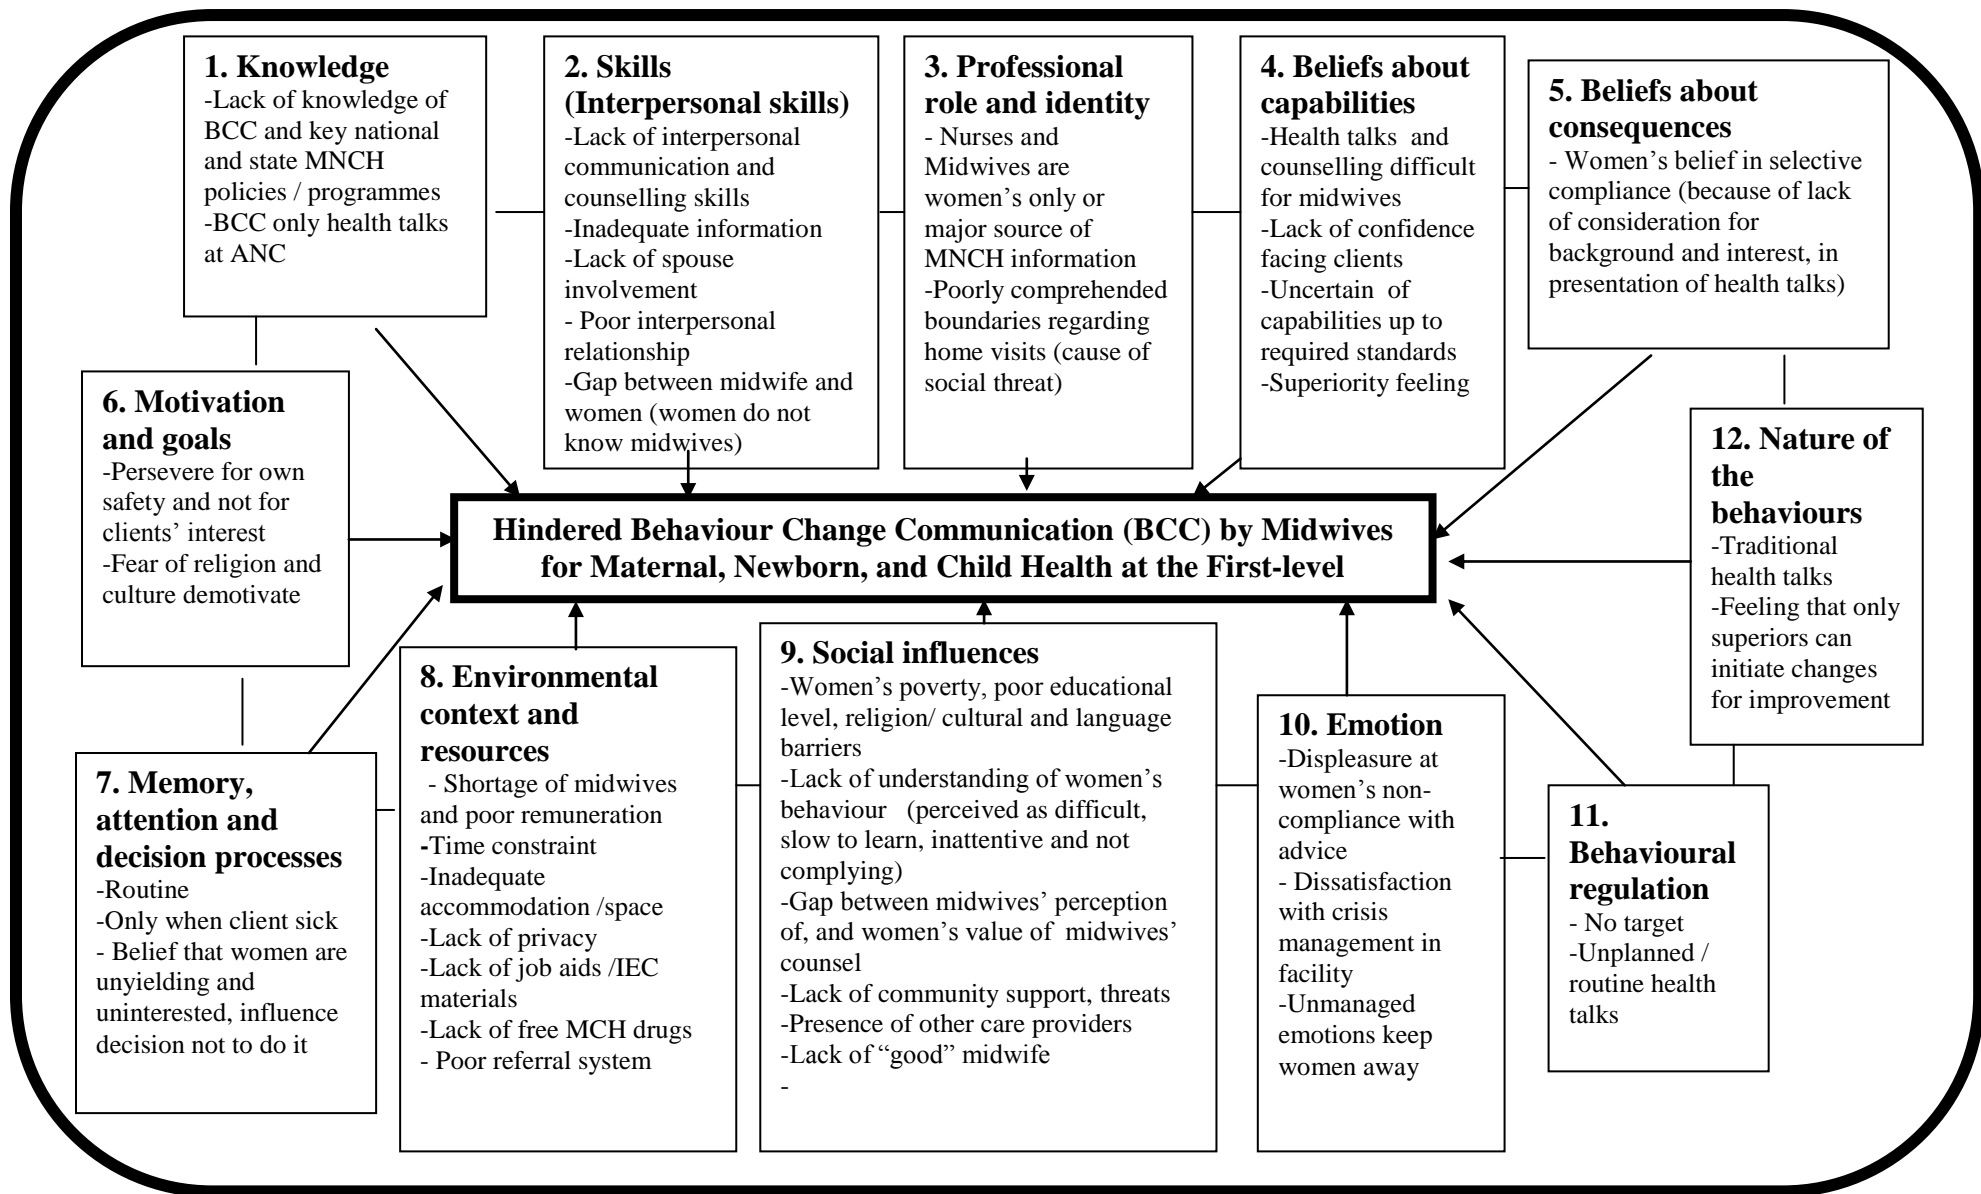 1. Knowledge
-Lack of knowledge of
BCC and key national
and state MNCH
policies / programmes
-BCC only health talks
at ANC
2. Skills
(Interpersonal skills)
-Lack of interpersonal
communication and
counselling skills
-Inadequate information
-Lack of spouse
involvement
- Poor interpersonal
relationship
-Gap between midwife and
women (women do not
know midwives)
3. Professional
role and identity
- Nurses and
Midwives are
women’s only or
major source of
MNCH information
-Poorly comprehended
boundaries regarding
home visits (cause of
social threat)
4. Beliefs about
capabilities
-Health talks and
counselling difficult
for midwives
-Lack of confidence
facing clients
-Uncertain of
capabilities up to
required standards
-Superiority feeling
5. Beliefs about
consequences
- Women’s belief in selective
compliance (because of lack
of consideration for
background and interest, in
presentation of health talks)
6. Motivation
and goals
-Persevere for own
safety and not for
clients’ interest
-Fear of religion and
culture demotivate
Hindered Behaviour Change Communication (BCC) by Midwives
for Maternal, Newborn, and Child Health at the First-level
12. Nature of
the
behaviours
-Traditional
health talks
-Feeling that only
superiors can
initiate changes
for improvement
7. Memory,
attention and
decision processes
-Routine
-Only when client sick
- Belief that women are
unyielding and
uninterested, influence
decision not to do it
8. Environmental
context and
resources
- Shortage of midwives
and poor remuneration
-Time constraint
-Inadequate
accommodation /space
-Lack of privacy
-Lack of job aids /IEC
materials
-Lack of free MCH drugs
- Poor referral system
9. Social influences
-Women’s poverty, poor educational
level, religion/ cultural and language
barriers
-Lack of understanding of women’s
behaviour (perceived as difficult,
slow to learn, inattentive and not
complying)
-Gap between midwives’ perception
of, and women’s value of midwives’
counsel
-Lack of community support, threats
-Presence of other care providers
-Lack of “good” midwife
-
10. Emotion
-Displeasure at
women’s non-
compliance with
advice
- Dissatisfaction
with crisis
management in
facility
-Unmanaged
emotions keep
women away
11.
Behavioural
regulation
- No target
-Unplanned /
routine health
talks